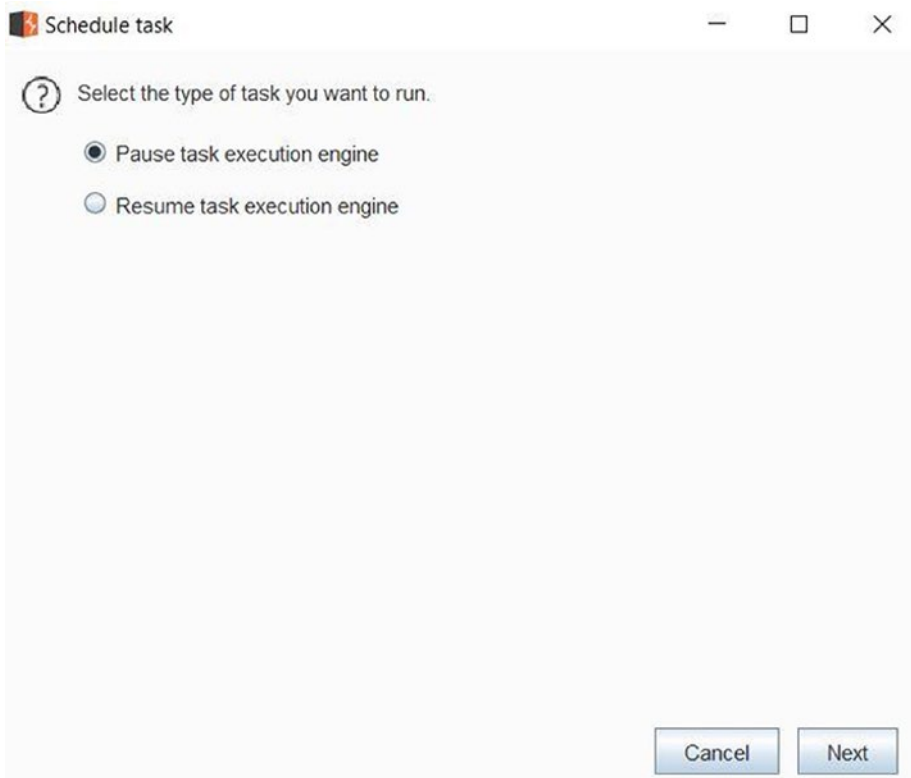 Schedule task
Select the type of task you want to run.
Pause task execution engine
Resume task execution engine
Cancel Next